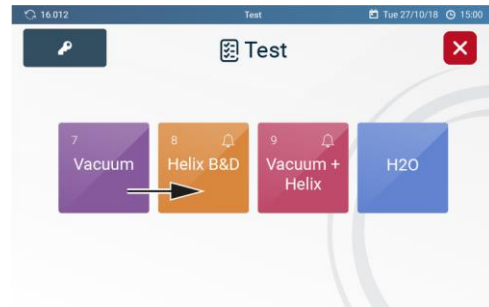 16.012 Test Tue 27/10/18 15:00
Test
7 8 9
Vacuum Helix B&D Vacuum + Helix H2O